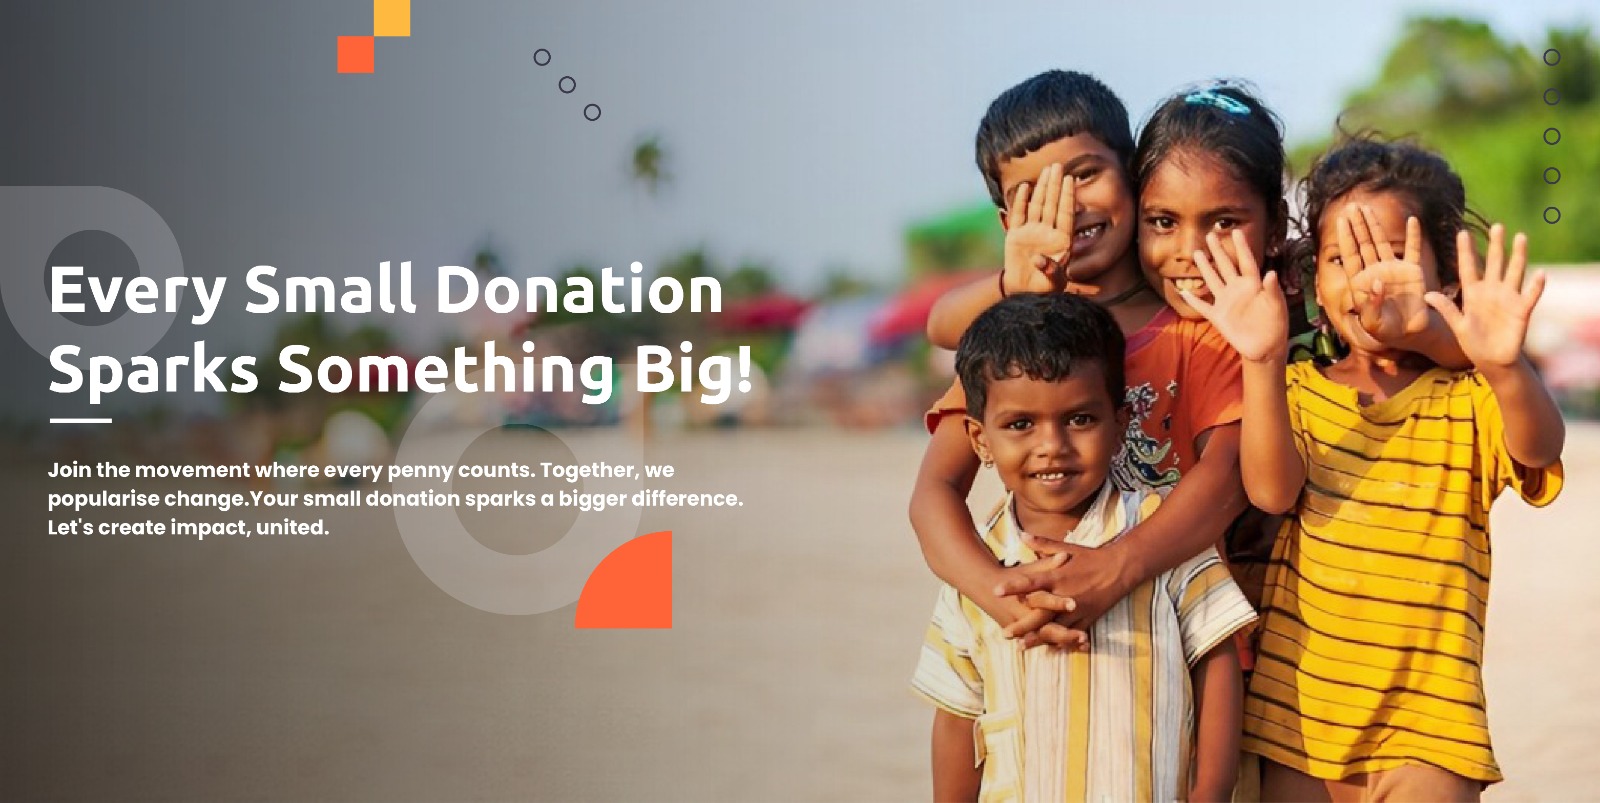 Every Small Donation
Sparks Something Big!
Join the movement where every penny counts. Together, we
popularise change.Your small donation sparks a bigger difference.
Let's create impact, united.